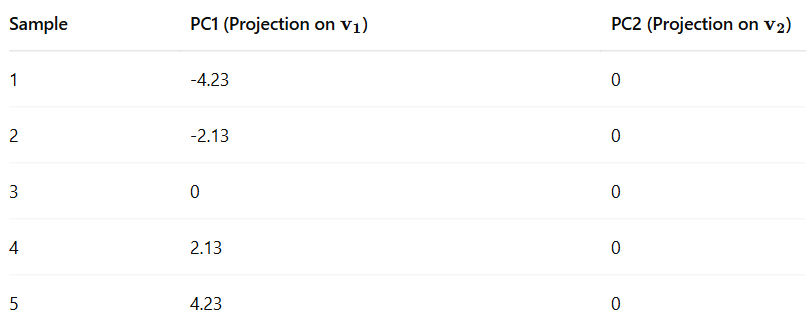 Sample PC1 (Projection on v₁) PC2 (Projection on v₂)
1 -4.23 0
2 -2.13 0
3 0 0
4 2.13 0
5 4.23 0